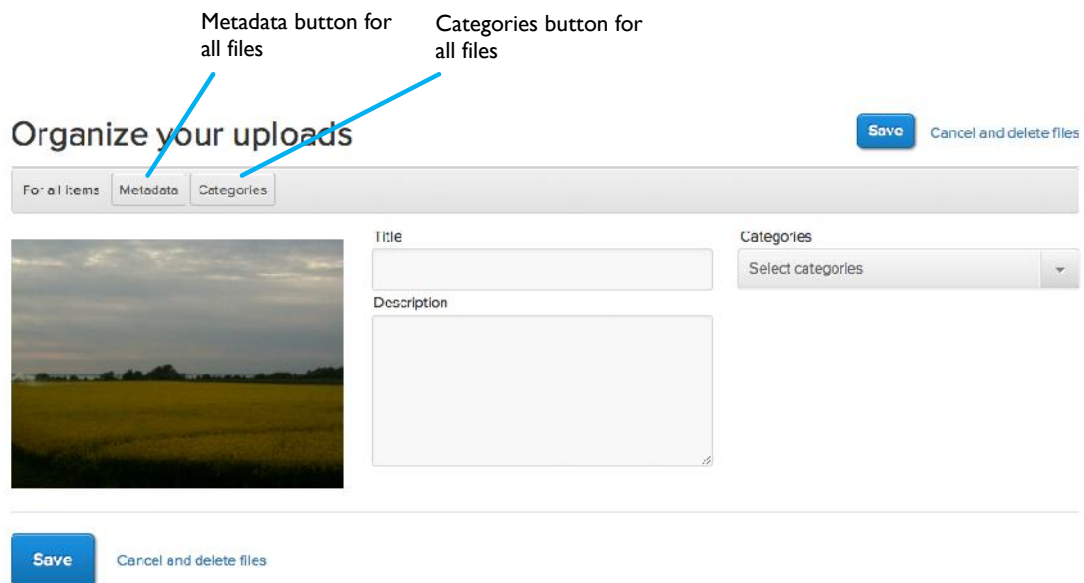 Metadata button for
all files
Categories button for
all files
Organize your uploads
Save
Cancel and delete files
For all items
Metadata
Categories
Title
Categories
Select categories
Description
Save
Cancel and delete files